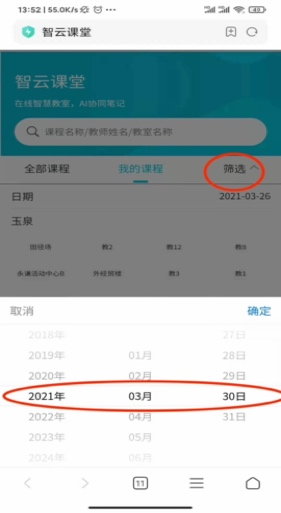 13:52 | 55.0K/s
智云课堂
智云课堂
在线智慧教室，AI协同笔记
课程名称/教师姓名/教室名称
全部课程 我的课程 筛选
日期 2021-03-26
玉泉
教2 教12
永谦活动中心B 外经贸楼 教3
取消 确定
2018年 27日
2019年 01月 28日
2020年 02月 29日
2021年 03月 30日
2022年 04月 31日
2023年 05月
2024年 06月
11